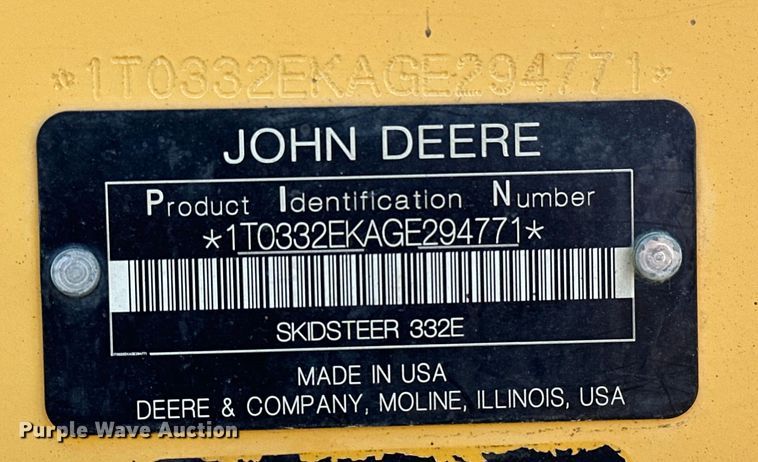 *1T0332EKAGE294771*
JOHN DEERE
Product Identification Number
*1T0332EKAGE294771*
SKIDSTEER 332E
MADE IN USA
DEERE & COMPANY, MOLINE, ILLINOIS, USA
Purple Wave Auction